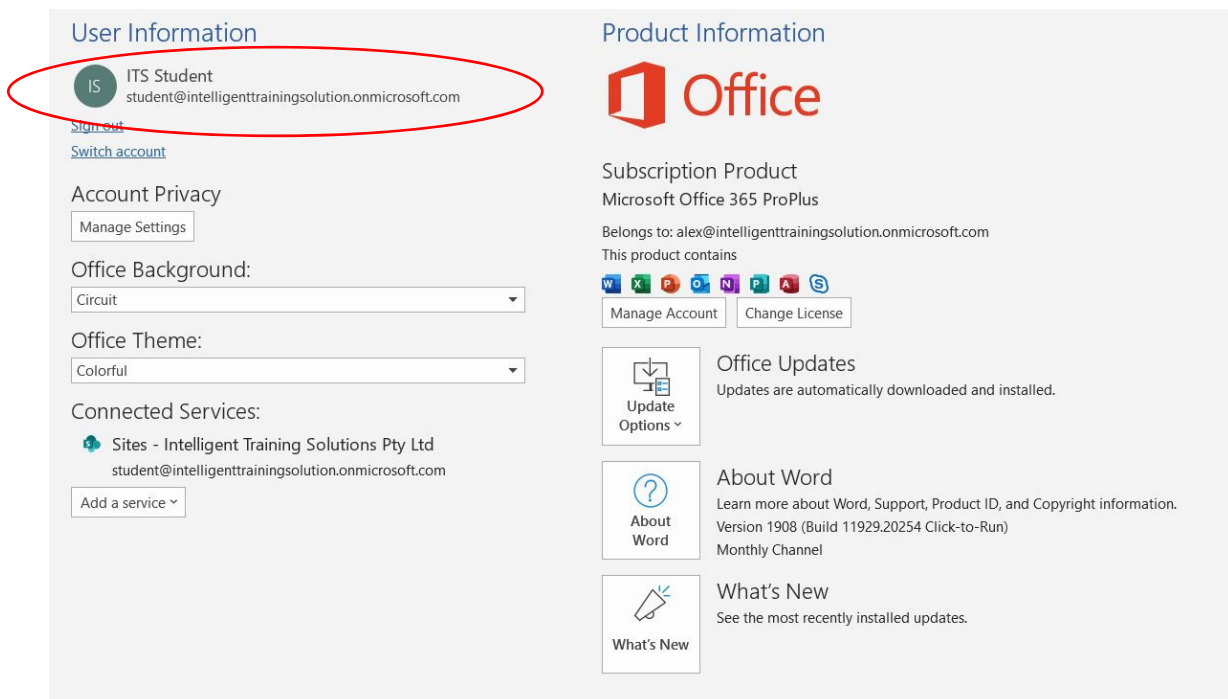 User Information
IS
ITS Student
student@intelligenttrainingsolution.onmicrosoft.com
Sign out
Switch account
Account Privacy
Manage Settings
Office Background:
Circuit
Office Theme:
Colorful
Connected Services:
Sites - Intelligent Training Solutions Pty Ltd
student@intelligenttrainingsolution.onmicrosoft.com
Add a service
Product Information
Office
Subscription Product
Microsoft Office 365 ProPlus
Belongs to: alex@intelligenttrainingsolution.onmicrosoft.com
This product contains
W X P O N P A S
Manage Account
Change License
Update
Options
Office Updates
Updates are automatically downloaded and installed.
About
Word
About Word
Learn more about Word, Support, Product ID, and Copyright information.
Version 1908 (Build 11929.20254 Click-to-Run)
Monthly Channel
What's New
What's New
See the most recently installed updates.